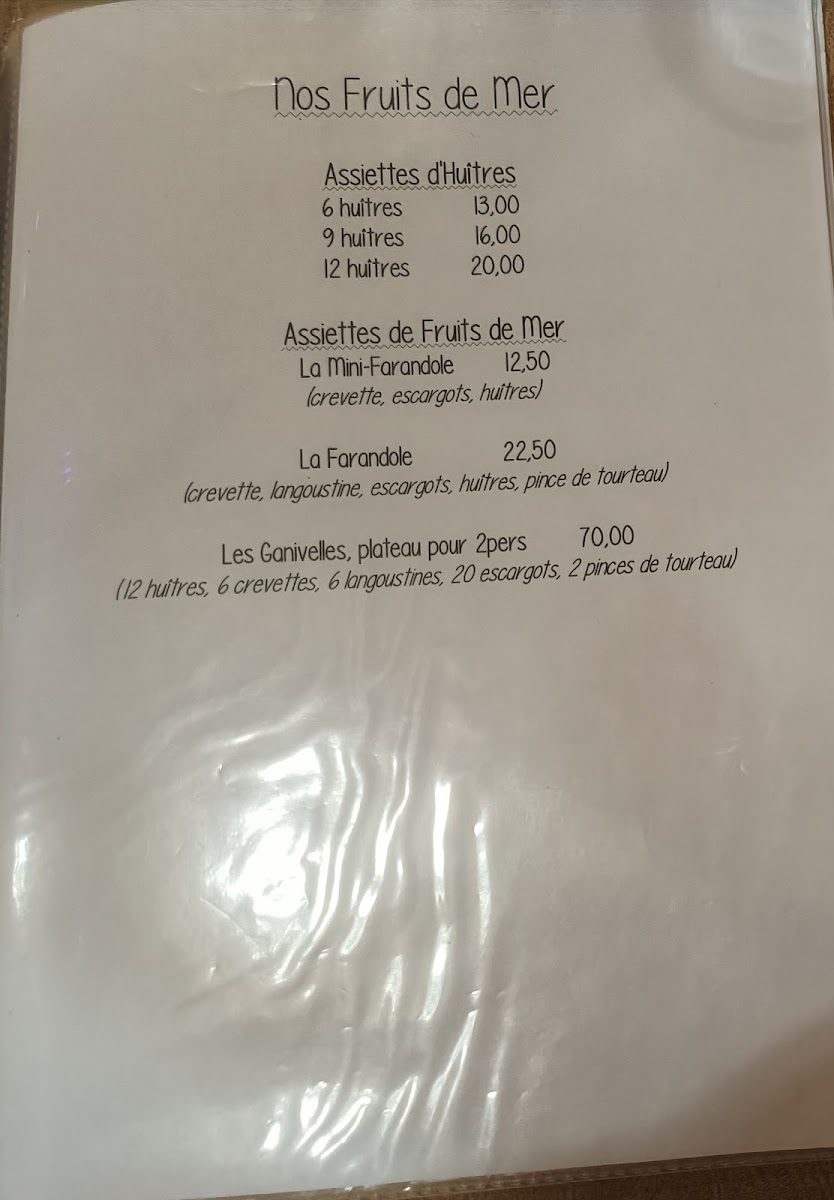 Nos Fruits de Mer
Assiettes d'Huîtres
6 huîtres 13,00
9 huîtres 16,00
12 huîtres 20,00
Assiettes de Fruits de Mer
La Mini-Farandole 12,50
(crevette, escargots, huîtres)
La Farandole 22,50
(crevette, langoustine, escargots, huîtres, pince de tourteau)
Les Ganivelles, plateau pour 2pers 70,00
(12 huîtres, 6 crevettes, 6 langoustines, 20 escargots, 2 pinces de tourteau)